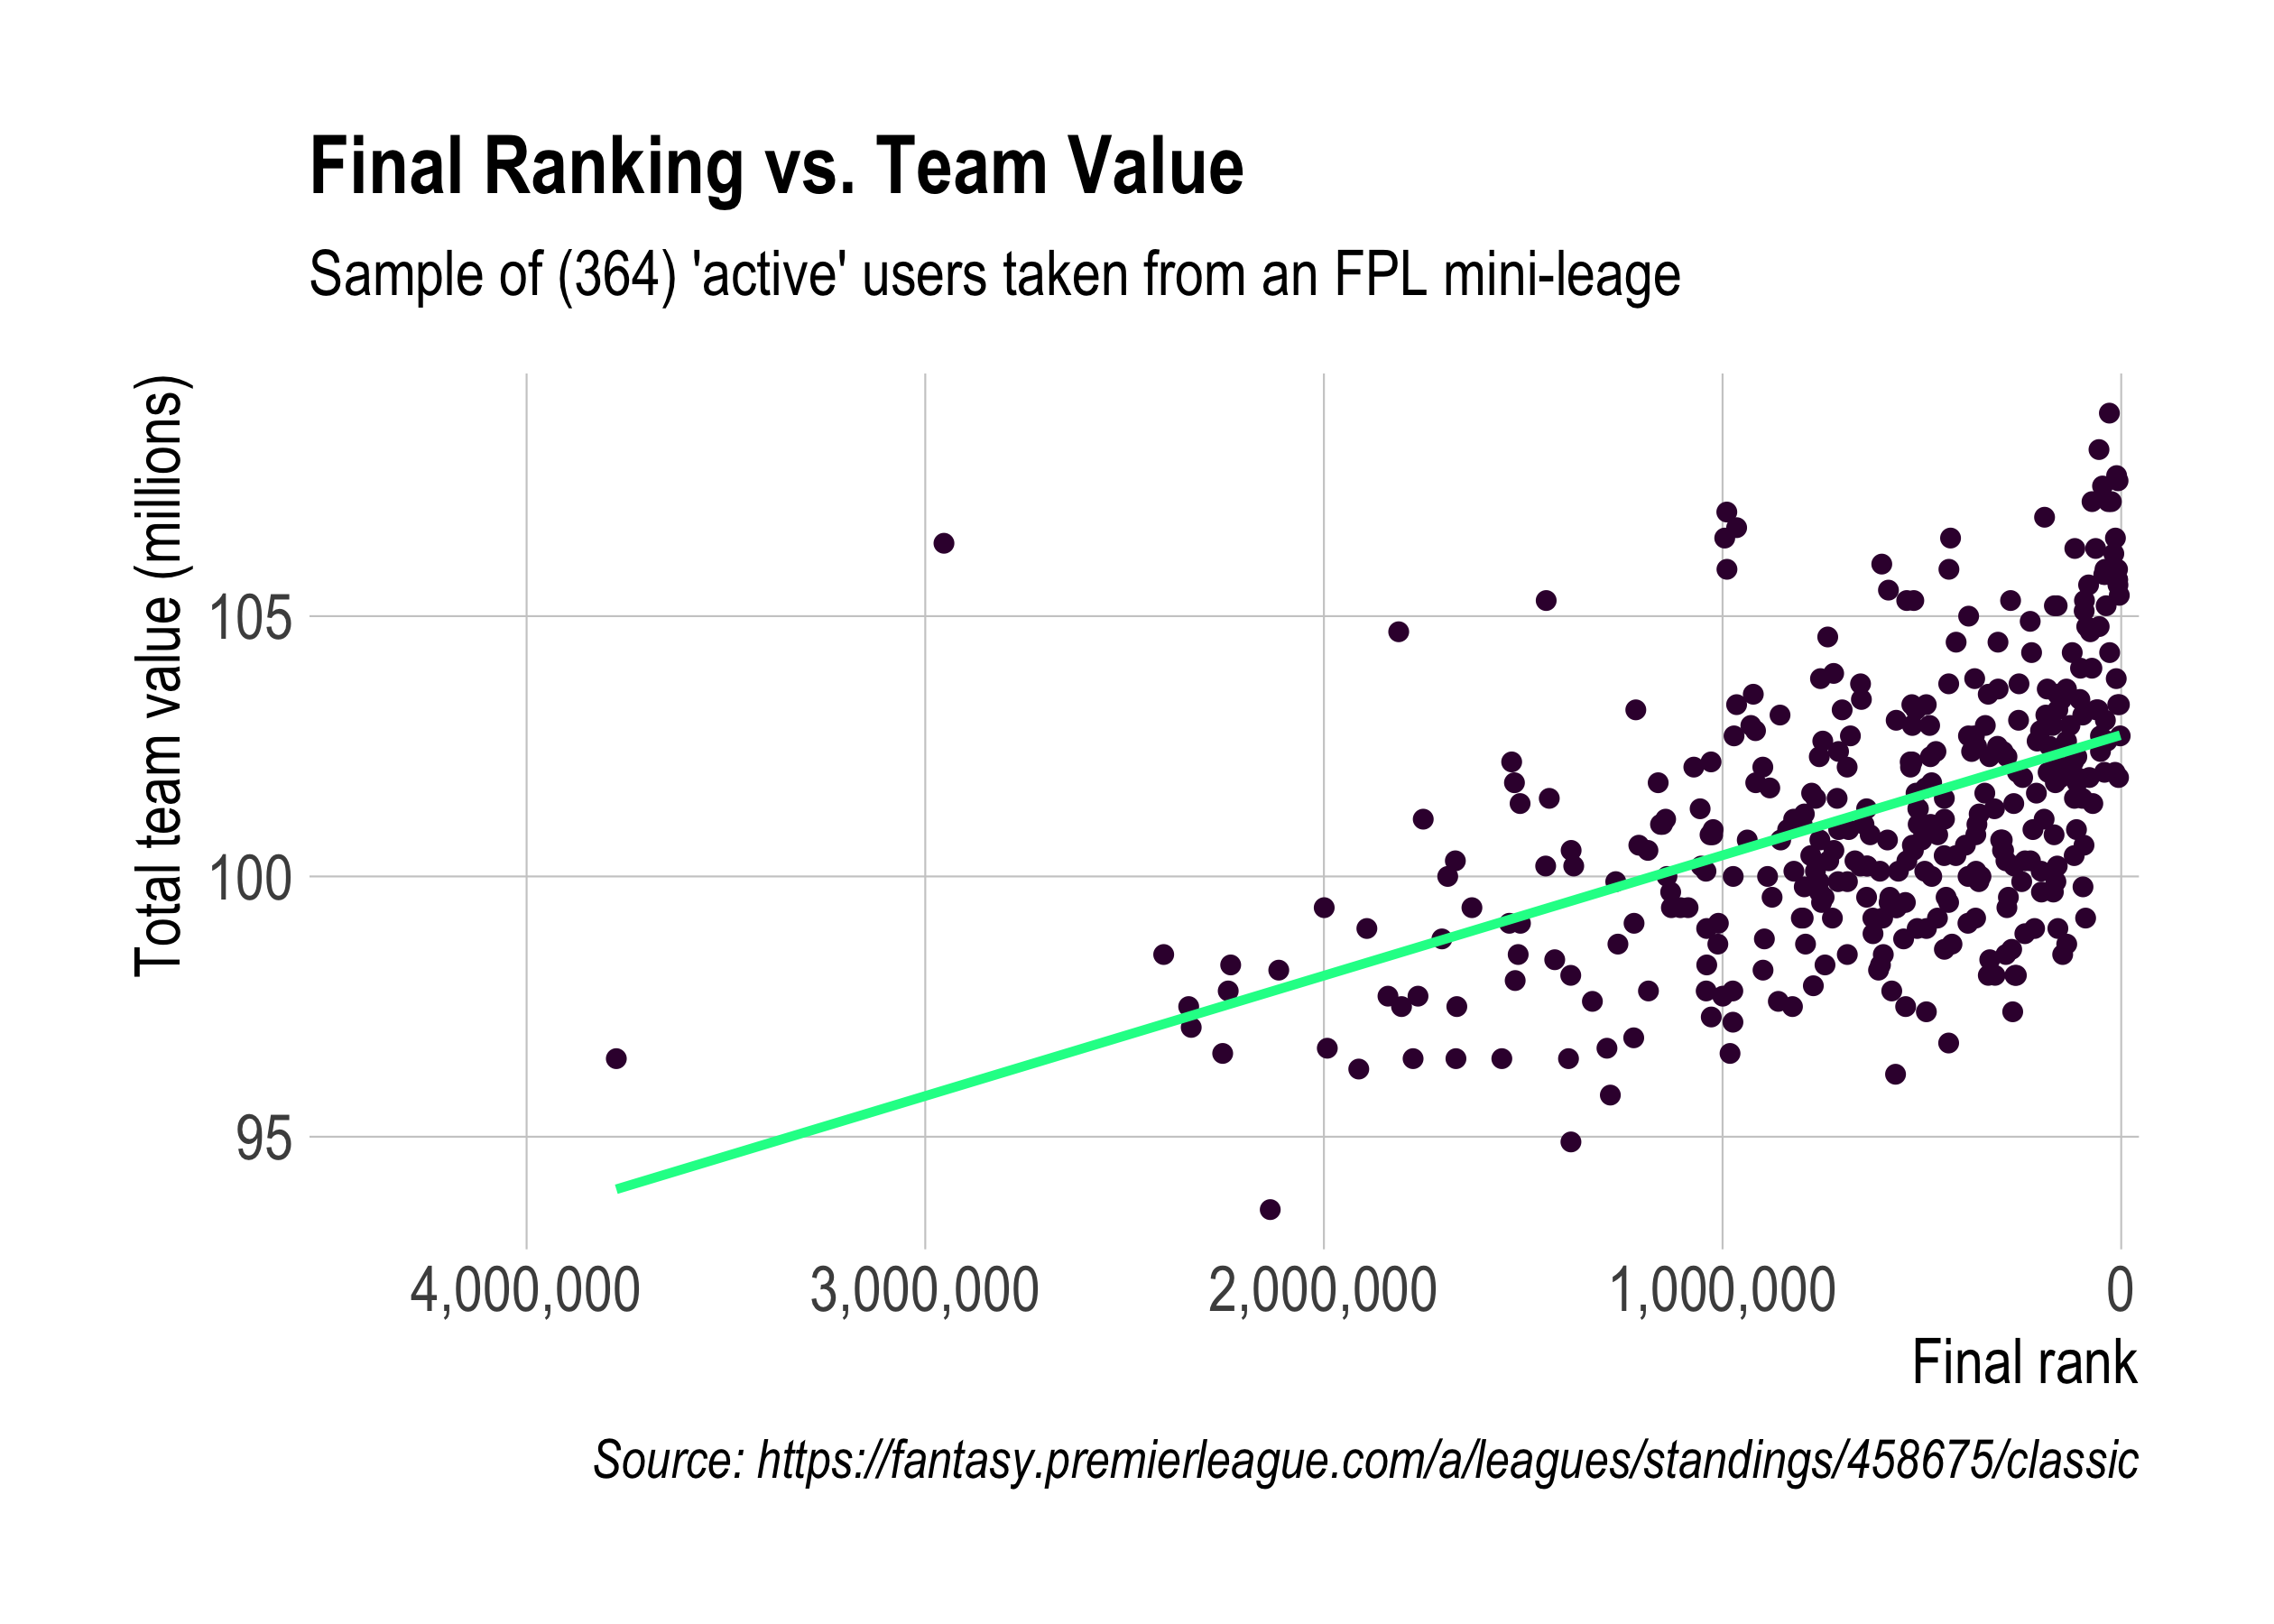 Final Ranking vs. Team Value
Sample of (364) 'active' users taken from an FPL mini-leage
Total team value (millions)
105
100
95
4,000,000 3,000,000 2,000,000 1,000,000 0
Final rank
Source: https://fantasy.premierleague.com/a/leagues/standings/458675/classic